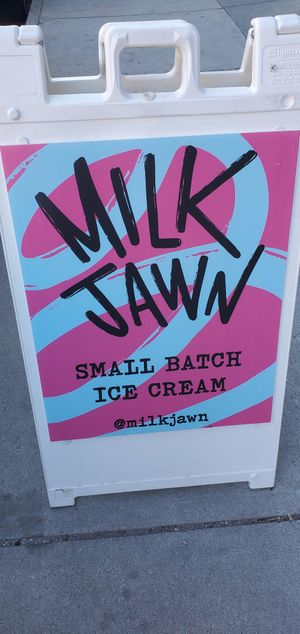 MILK
JAWN
SMALL BATCH
ICE CREAM
@milkjawn